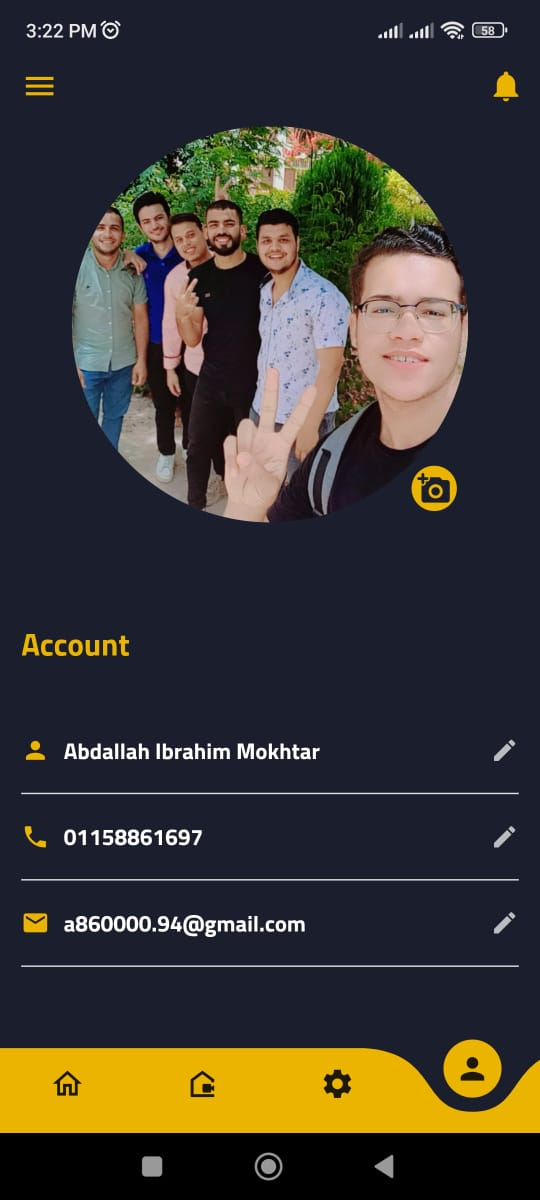 3:22 PM
58
Account
Abdallah Ibrahim Mokhtar
01158861697
a860000.94@gmail.com